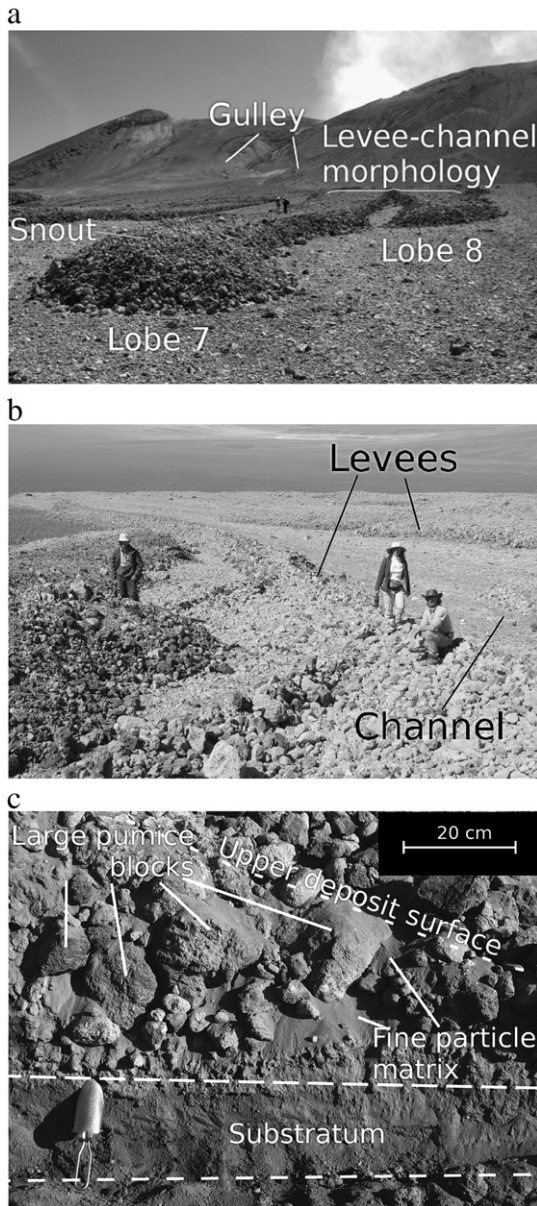 a
Gulley
Levee-channel
morphology
Snout
Lobe 8
Lobe 7
b
Levees
Channel
c
Large pumice
blocks
Upper deposit surface
20 cm
Fine particle
matrix
Substratum